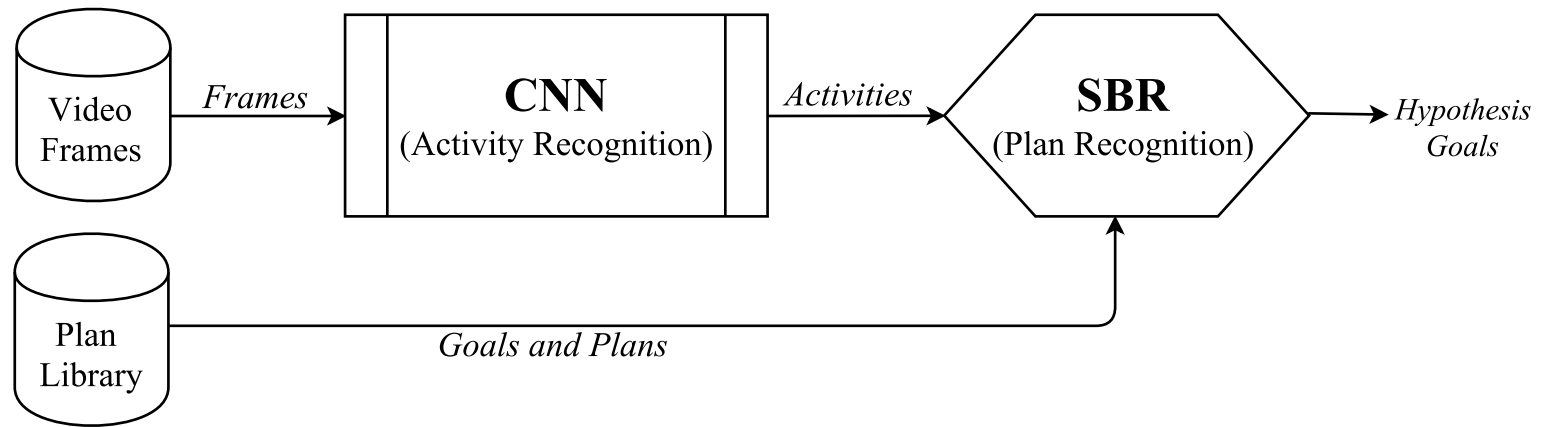 Video
Frames
Frames
CNN
(Activity Recognition)
Activities
SBR
(Plan Recognition)
Hypothesis
Goals
Plan
Library
Goals and Plans